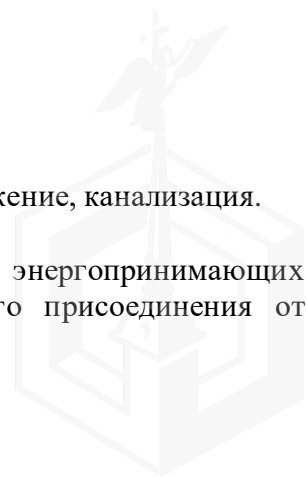 жение, канализация.
энергопринимающих
го присоединения от